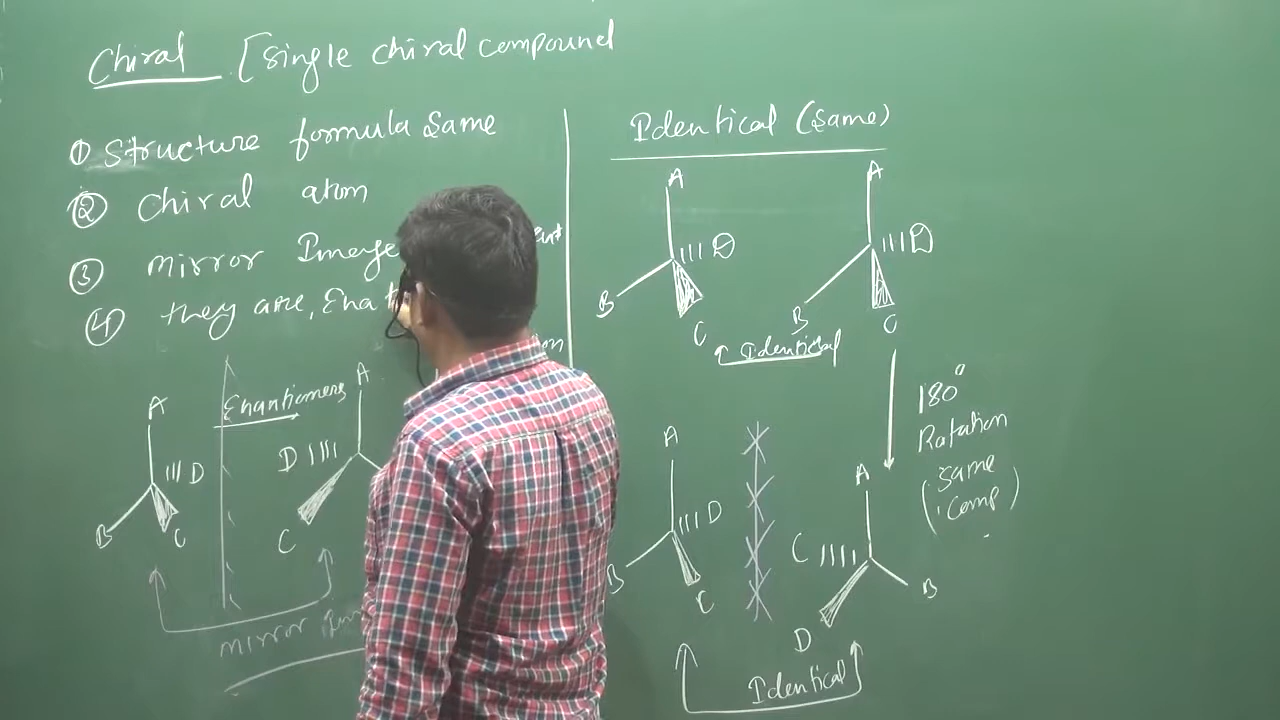 Chiral [single chiral compound
① Structure formula same
② Chiral atom
③ mirror Image
④ they are, Enat
A
D
B
C
Enantiomers
A
D
C
mirror
Identical (same)
A
D
B
C
A
D
B
C
Identical
180°
Rotation
same
(comp)
A
D
B
C
A
C
B
D
Identical